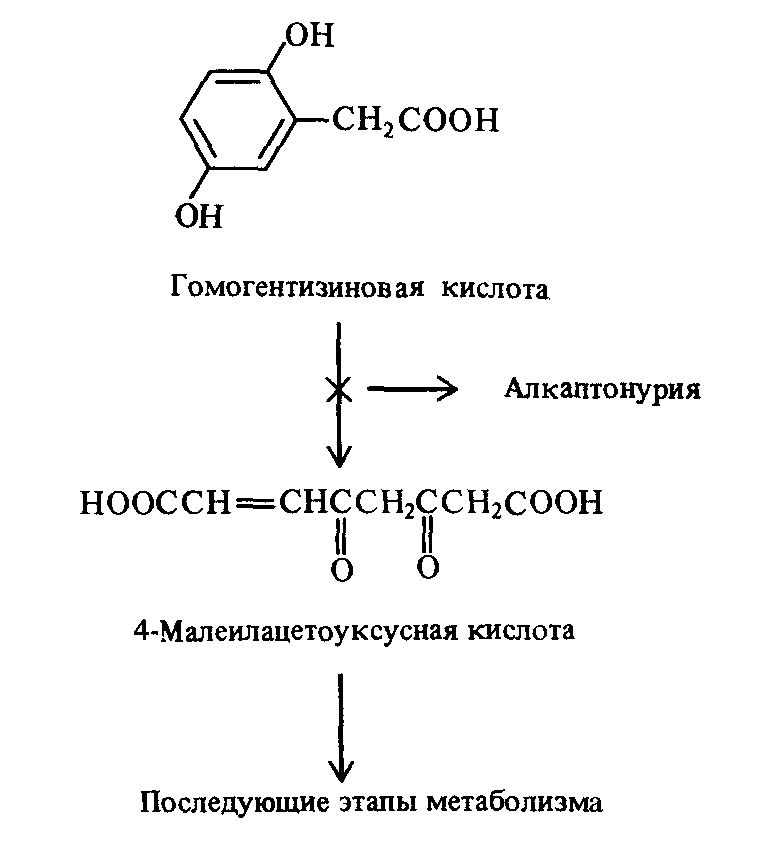 OH
CH₂COOH
OH
Гомогентизиновая кислота
Алкаптонурия
HOOCCH=CHCCH₂CCH₂COOH
O O
4-Малеилацетоуксусная кислота
Последующие этапы метаболизма